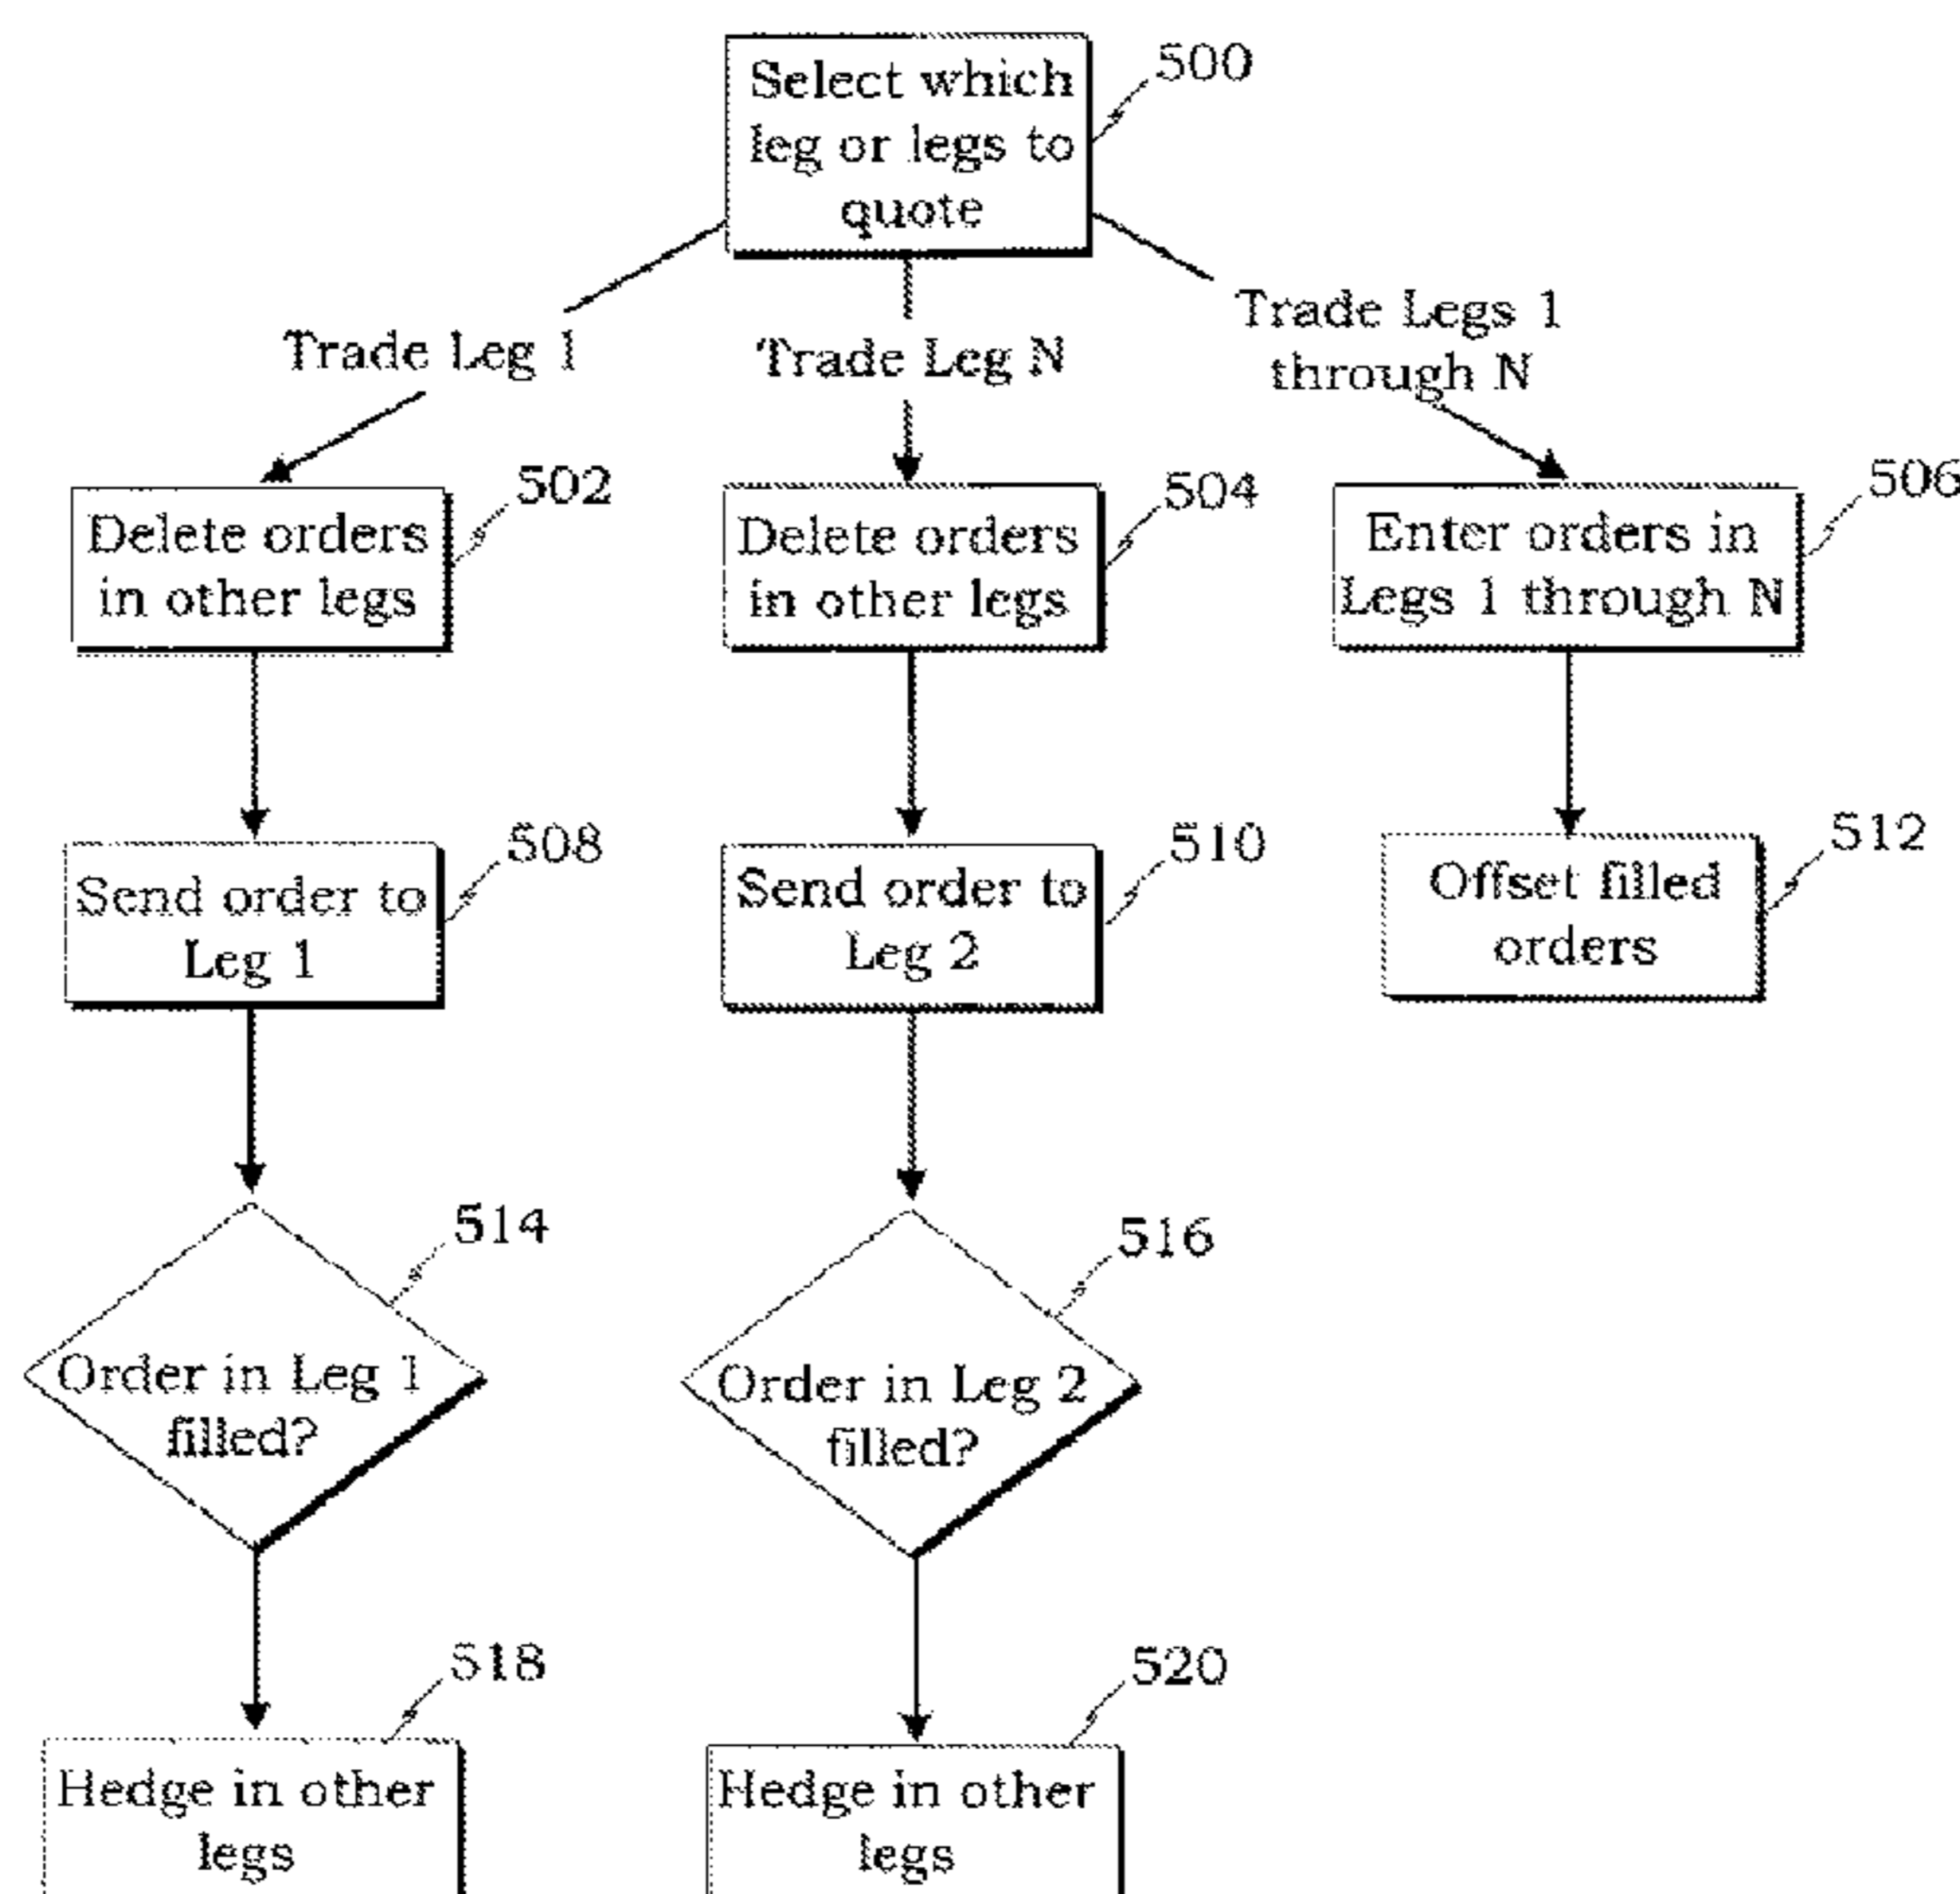 Select which
leg or legs to
quote
500
Trade Leg 1
Trade Leg N
Trade Legs 1
through N
Delete orders
in other legs
502
Delete orders
in other legs
504
Enter orders in
Legs 1 through N
506
Send order to
Leg 1
508
Send order to
Leg 2
510
Offset filled
orders
512
Order in Leg 1
filled?
514
Order in Leg 2
filled?
516
Hedge in other
legs
518
Hedge in other
legs
520